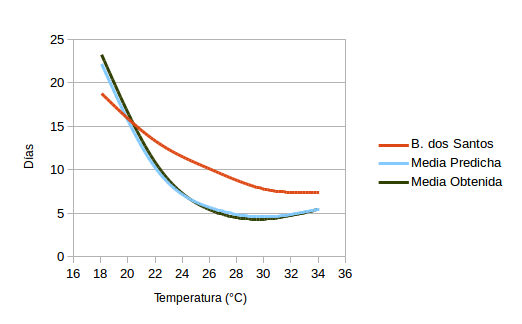 25
20
15
10
5
0
Días
16 18 20 22 24 26 28 30 32 34 36
Temperatura (°C)
B. dos Santos
Media Predicha
Media Obtenida